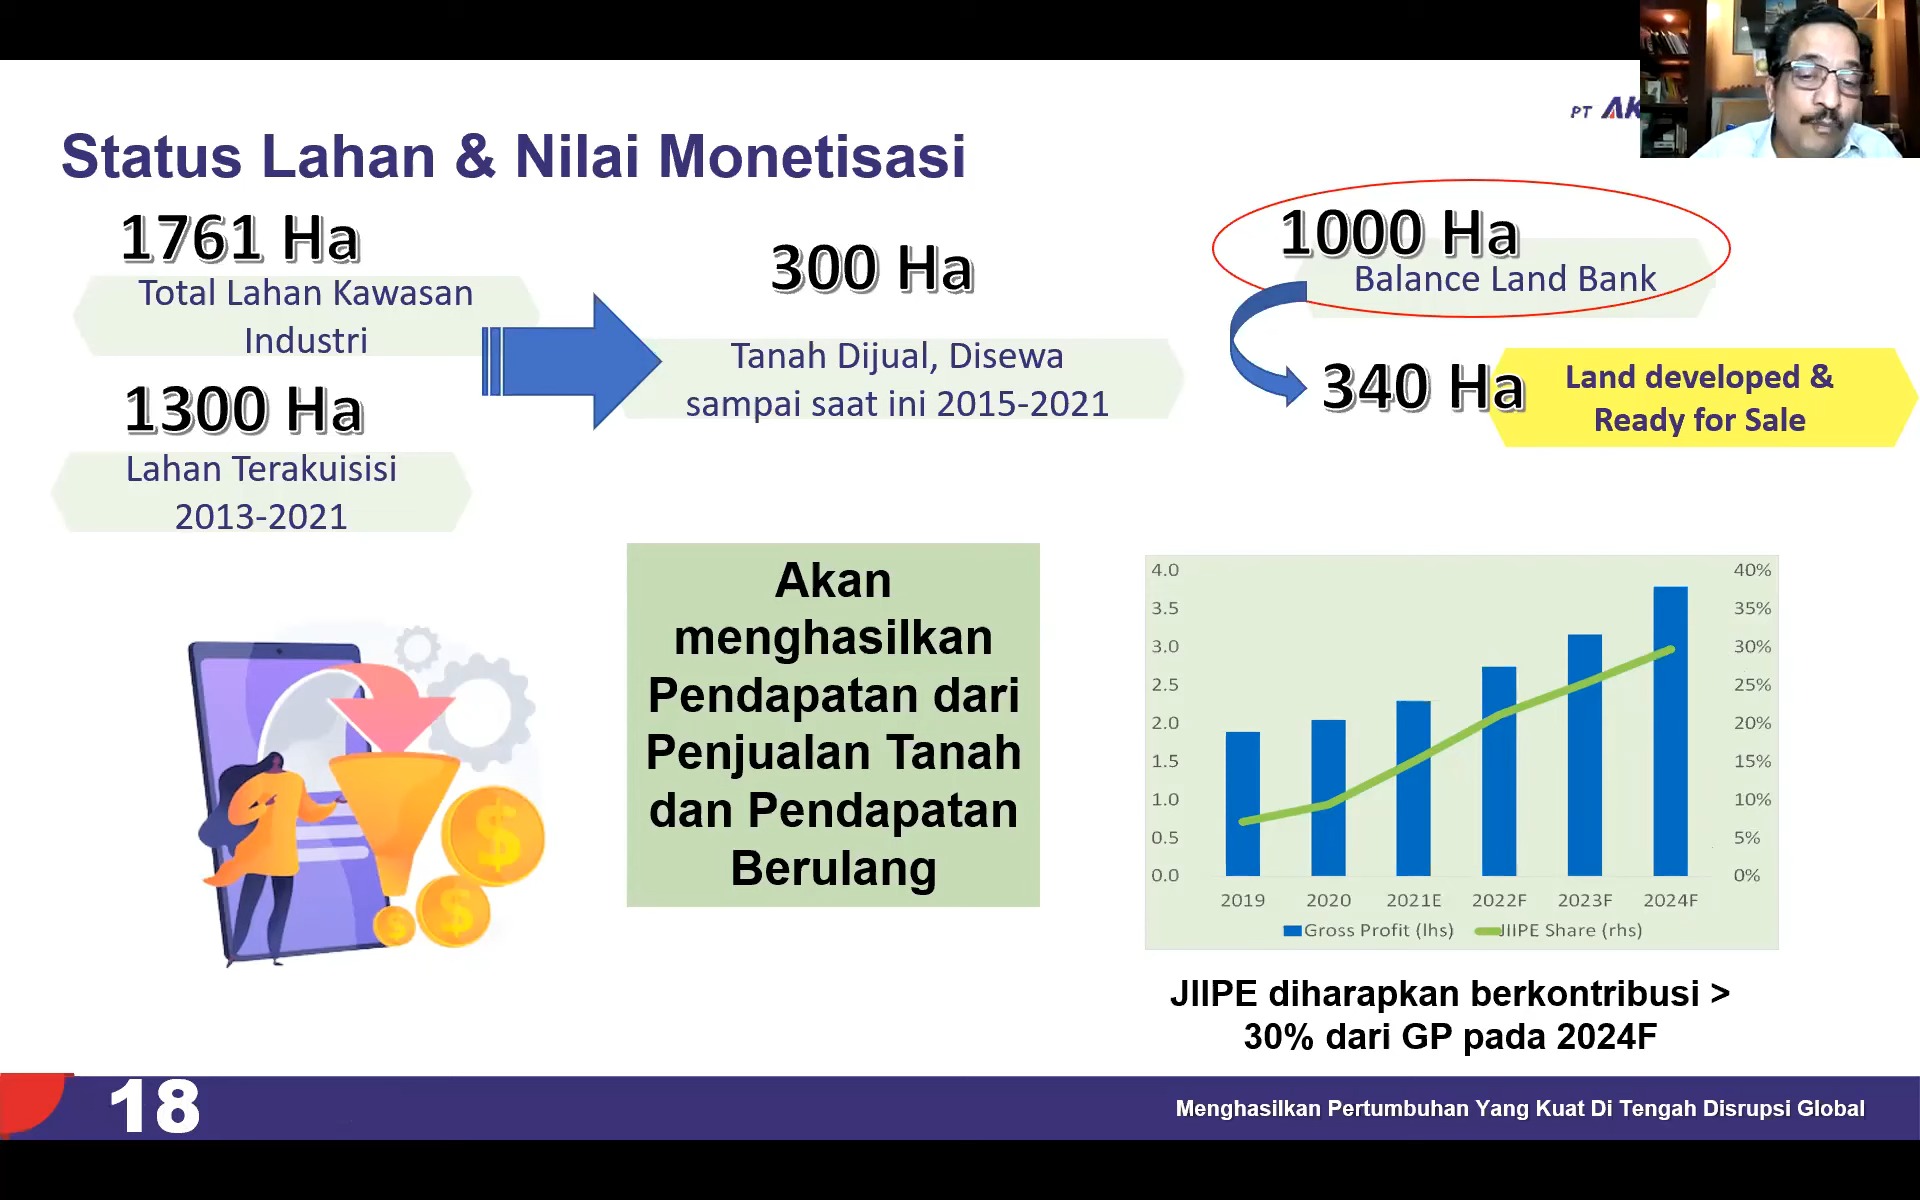 PT AK
Status Lahan & Nilai Monetisasi
1761 Ha
Total Lahan Kawasan
Industri
1300 Ha
Lahan Terakuisisi
2013-2021
300 Ha
Tanah Dijual, Disewa
sampai saat ini 2015-2021
1000 Ha
Balance Land Bank
340 Ha
Land developed &
Ready for Sale
Akan
menghasilkan
Pendapatan dari
Penjualan Tanah
dan Pendapatan
Berulang
4.0 40%
3.5 35%
3.0 30%
2.5 25%
2.0 20%
1.5 15%
1.0 10%
0.5 5%
0.0 0%
2019 2020 2021E 2022F 2023F 2024F
Gross Profit (lhs) JIIPE Share (rhs)
JIIPE diharapkan berkontribusi >
30% dari GP pada 2024F
18
Menghasilkan Pertumbuhan Yang Kuat Di Tengah Disrupsi Global